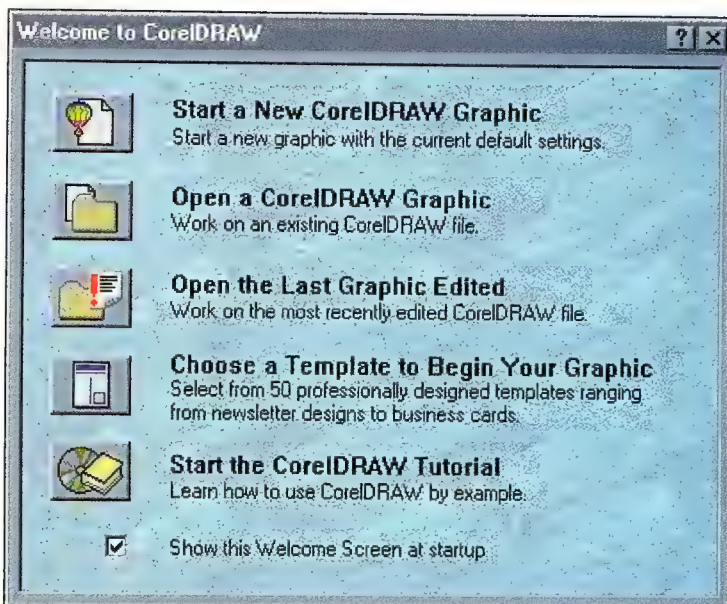 Welcome to CorelDRAW
Start a New CorelDRAW Graphic
Start a new graphic with the current default settings.
Open a CorelDRAW Graphic
Work on an existing CorelDRAW file.
Open the Last Graphic Edited
Work on the most recently edited CorelDRAW file.
Choose a Template to Begin Your Graphic
Select from 50 professionally designed templates ranging
from newsletter designs to business cards.
Start the CorelDRAW Tutorial
Learn how to use CorelDRAW by example.
Show this Welcome Screen at startup